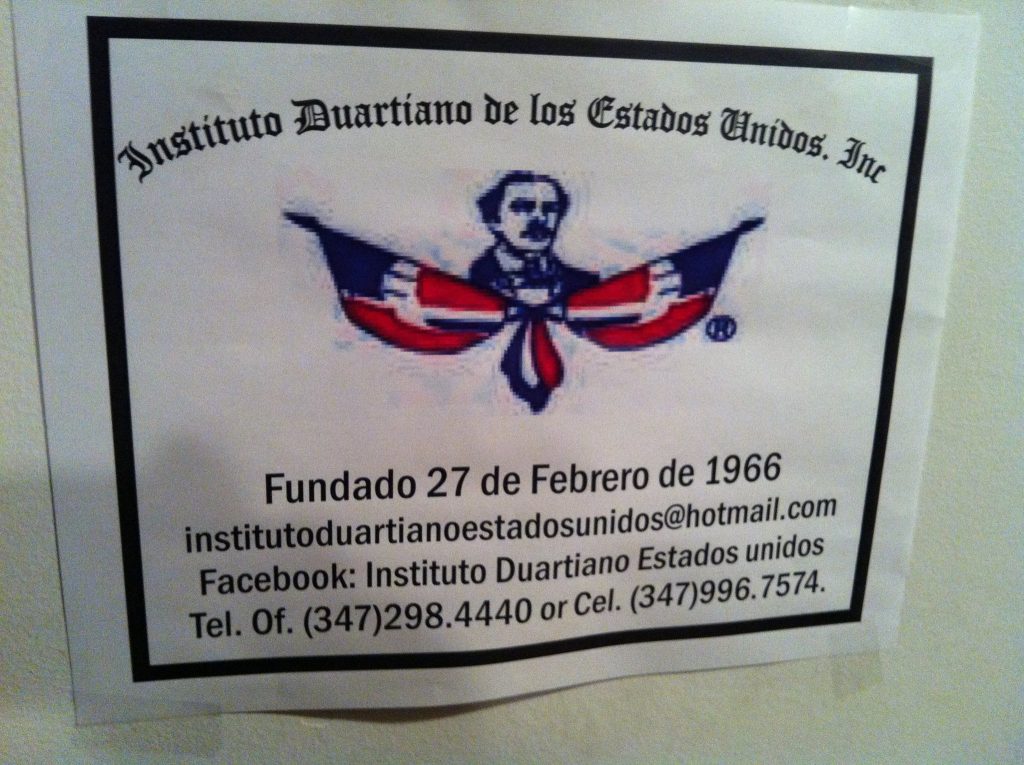 Instituto Duartiano de los Estados Unidos. Inc
®
Fundado 27 de Febrero de 1966
institutoduartianoestadosunidos@hotmail.com
Facebook: Instituto Duartiano Estados unidos
Tel. Of. (347)298.4440 or Cel. (347)996.7574.